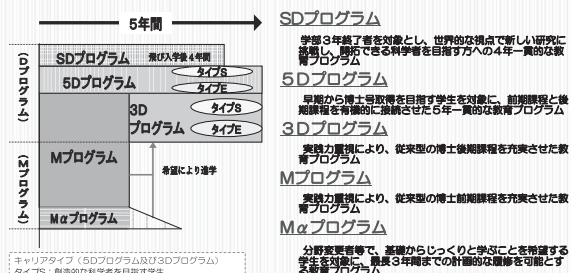 5年間
(Dプログラム)
SDプログラム 飛び入学後4年間
5Dプログラム
タイプS
タイプE
3D
プログラム
タイプS
タイプE
(Mプログラム)
Mプログラム
希望により進学
Mαプログラム
キャリアタイプ(5Dプログラム及び3Dプログラム)
タイプS:創造的な科学者を目指す学生
SDプログラム
学部3年終了者を対象とし、世界的な視点で新しい研究に
挑戦し、開拓できる科学者を目指す方への4年一貫的な教
育プログラム
5Dプログラム
早期から博士号取得を目指す学生を対象に、前期課程と後
期課程を有機的に接続させた5年一貫的な教育プログラム
3Dプログラム
実践力重視により、従来型の博士後期課程を充実させた教
育プログラム
Mプログラム
実践力重視により、従来型の博士前期課程を充実させた教
育プログラム
Mαプログラム
分野変更者等で、基礎からじっくりと学ぶことを希望する
学生を対象に、最長3年間までの計画的な履修を可能とす
る教育プログラム